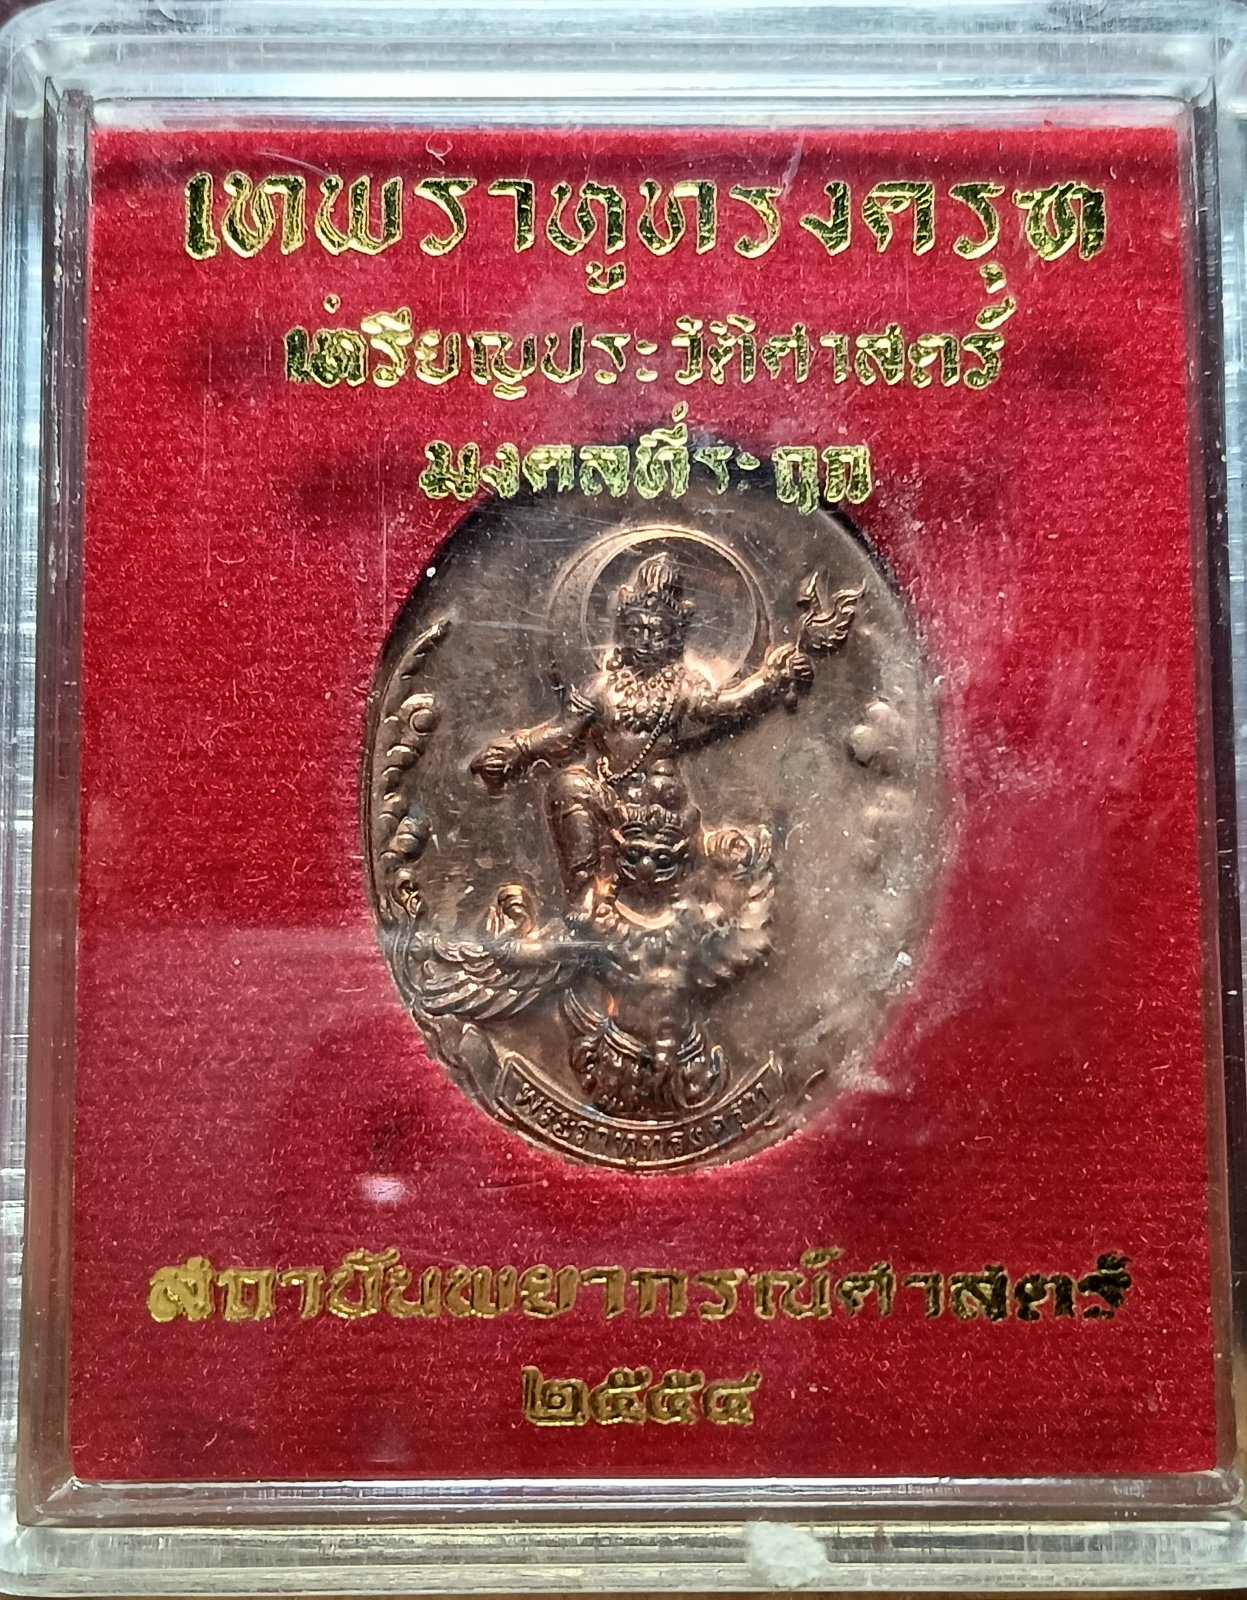 เทพราหูทรงครุฑ
เหรียญประวัติศาสตร์
มงคลที่ระฤก
พระราหูทรงครุฑ
สถาบันพยากรณ์ศาสตร์
๒๕๕๔